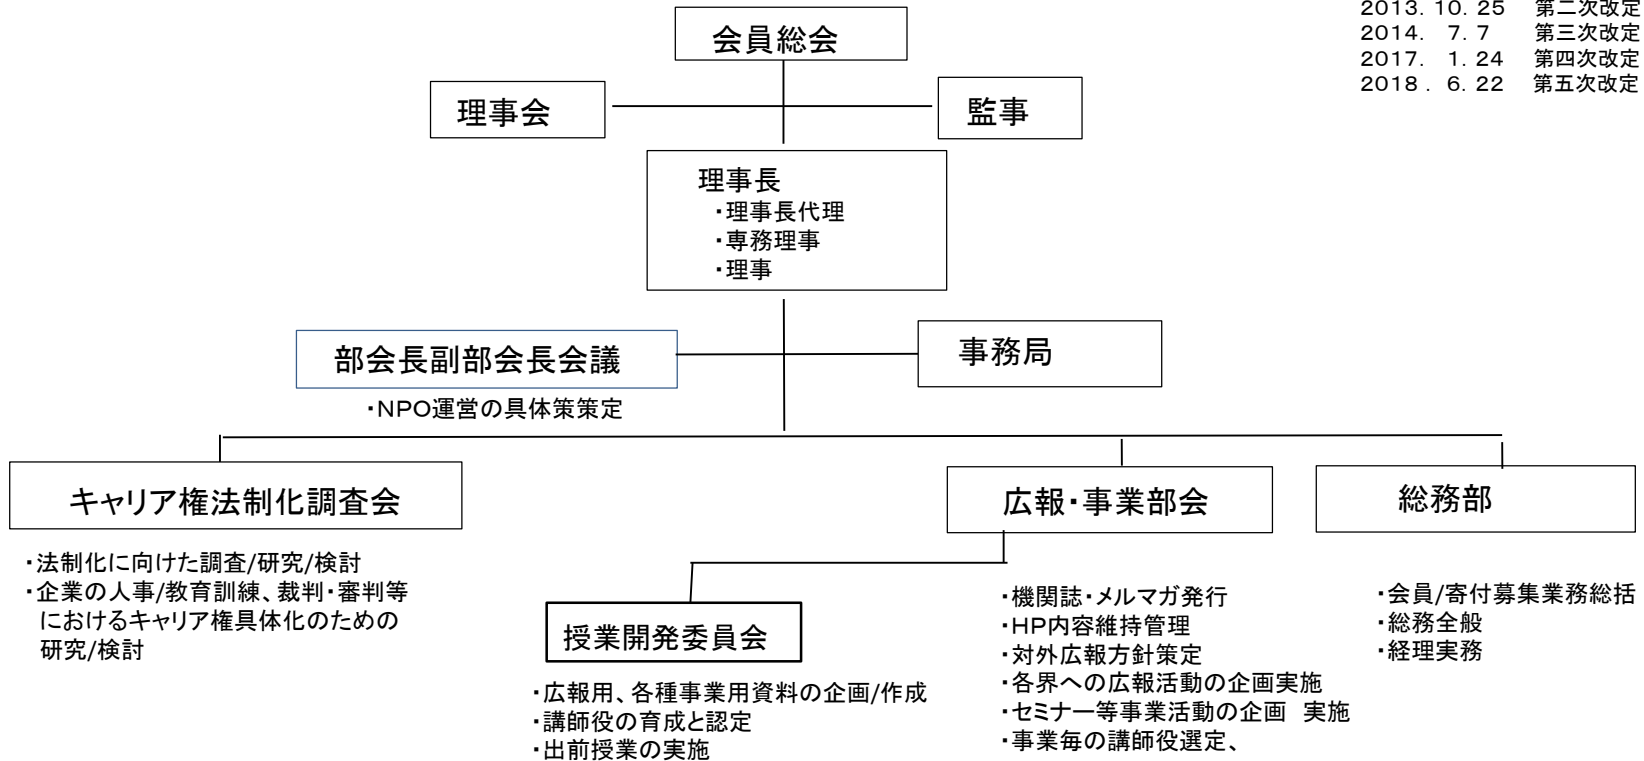 2013.10.25　第二次改定
2014.　7.7　第三次改定
2017.　1.24　第四次改定
2018．6.22　第五次改定
会員総会
理事会
監事
理事長
・理事長代理
・専務理事
・理事
部会長副部会長会議
事務局
・NPO運営の具体策策定
キャリア権法制化調査会
・法制化に向けた調査/研究/検討
・企業の人事/教育訓練、裁判・審判等
におけるキャリア権具体化のための
研究/検討
授業開発委員会
・広報用、各種事業用資料の企画/作成
・講師役の育成と認定
・出前授業の実施
広報・事業部会
・機関誌・メルマガ発行
・HP内容維持管理
・対外広報方針策定
・各界への広報活動の企画実施
・セミナー等事業活動の企画　実施
・事業毎の講師役選定、
総務部
・会員/寄付募集業務総括
・総務全般
・経理実務